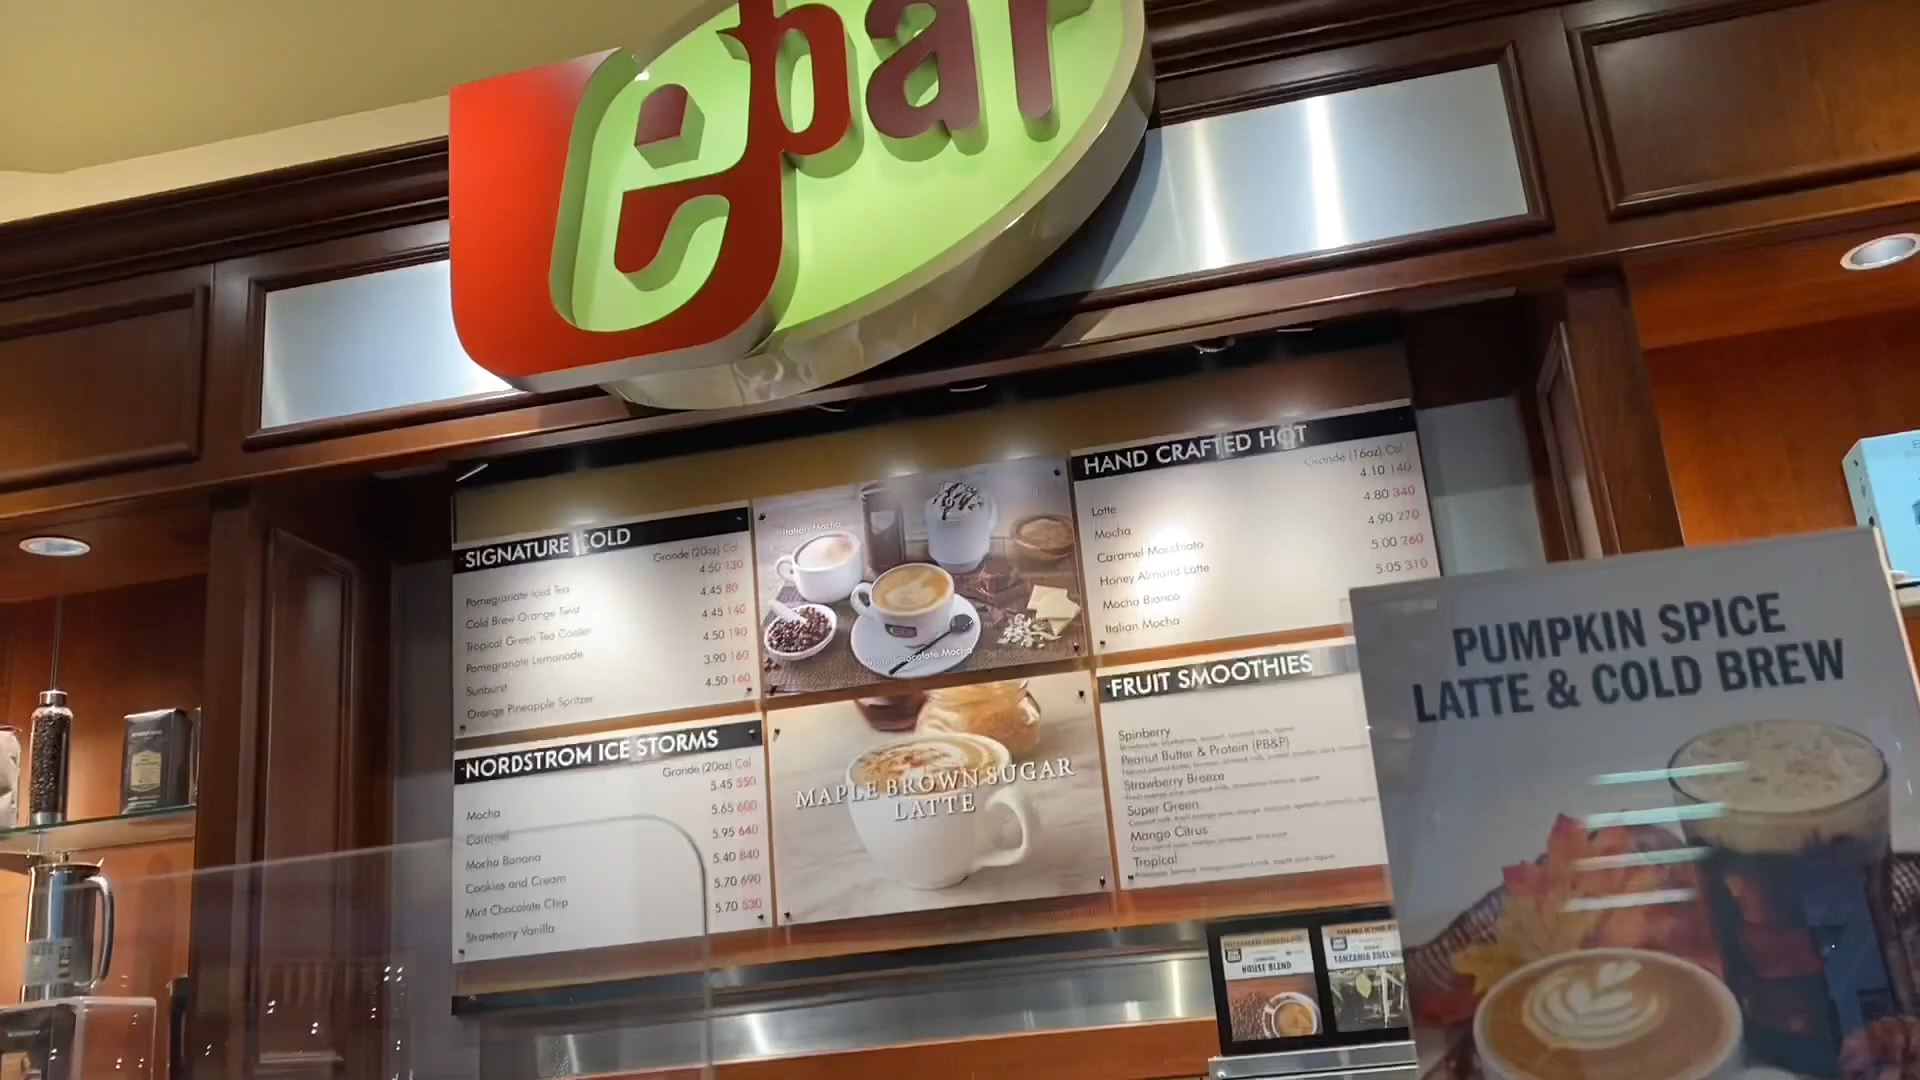 ebar
SIGNATURE COLD
Grande (20oz) Cal
4.50 130
Pomegranate Iced Tea
4.45 80
Cold Brew Orange Twist
4.45 140
Tropical Green Tea Cooler
4.50 190
Pomegranate Lemonade
3.90 160
Sunburst
4.50 160
Orange Pineapple Spritzer
NORDSTROM ICE STORMS
Grande (20oz) Cal
5.45 550
Mocha
5.65 600
Caramel
5.95 640
Mocha Banana
5.40 840
Cookies and Cream
5.70 690
Mint Chocolate Chip
5.70 530
Strawberry Vanilla
Italian Mocha
White Chocolate Mocha
MAPLE BROWN SUGAR
LATTE
HAND CRAFTED HOT
Grande (16oz) Cal
4.10 140
Latte
4.80 340
Mocha
4.90 270
Caramel Macchiato
5.00 260
Honey Almond Latte
5.05 310
Mocha Bianco
Italian Mocha
FRUIT SMOOTHIES
Spinberry
Peanut Butter & Protein (PB&P)
Strawberry Breeze
Super Green
Mango Citrus
Tropical
HOUSE BLEND
TANZANIA
PUMPKIN SPICE
LATTE & COLD BREW